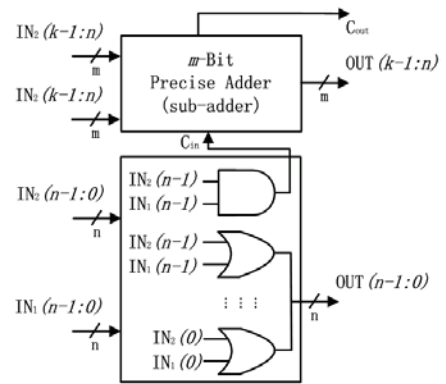 IN₂(k-1:n)
m
IN₂(k-1:n)
m
m-Bit
Precise Adder
(sub-adder)
Cout
OUT(k-1:n)
m
Cin
IN₂(n-1:0)
n
IN₂(n-1)
IN₁(n-1)
IN₂(n-1)
IN₁(n-1)
IN₁(n-1:0)
n
IN₂(0)
IN₁(0)
OUT(n-1:0)
n